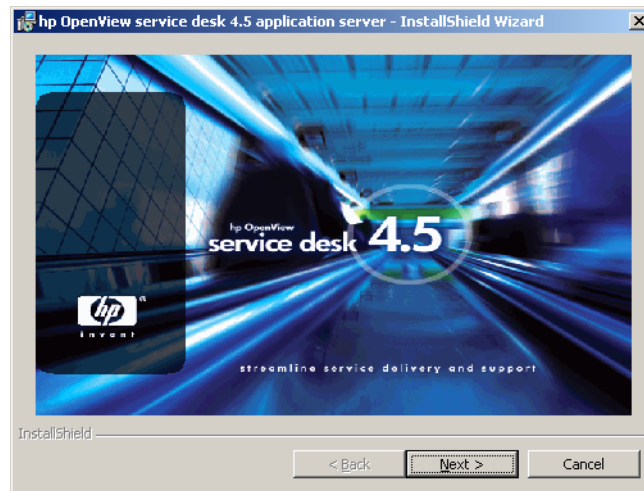 hp OpenView service desk 4.5 application server - InstallShield Wizard
hp OpenView
service desk 4.5
hp ®
invent
streamline service delivery and support
InstallShield
< Back Next > Cancel